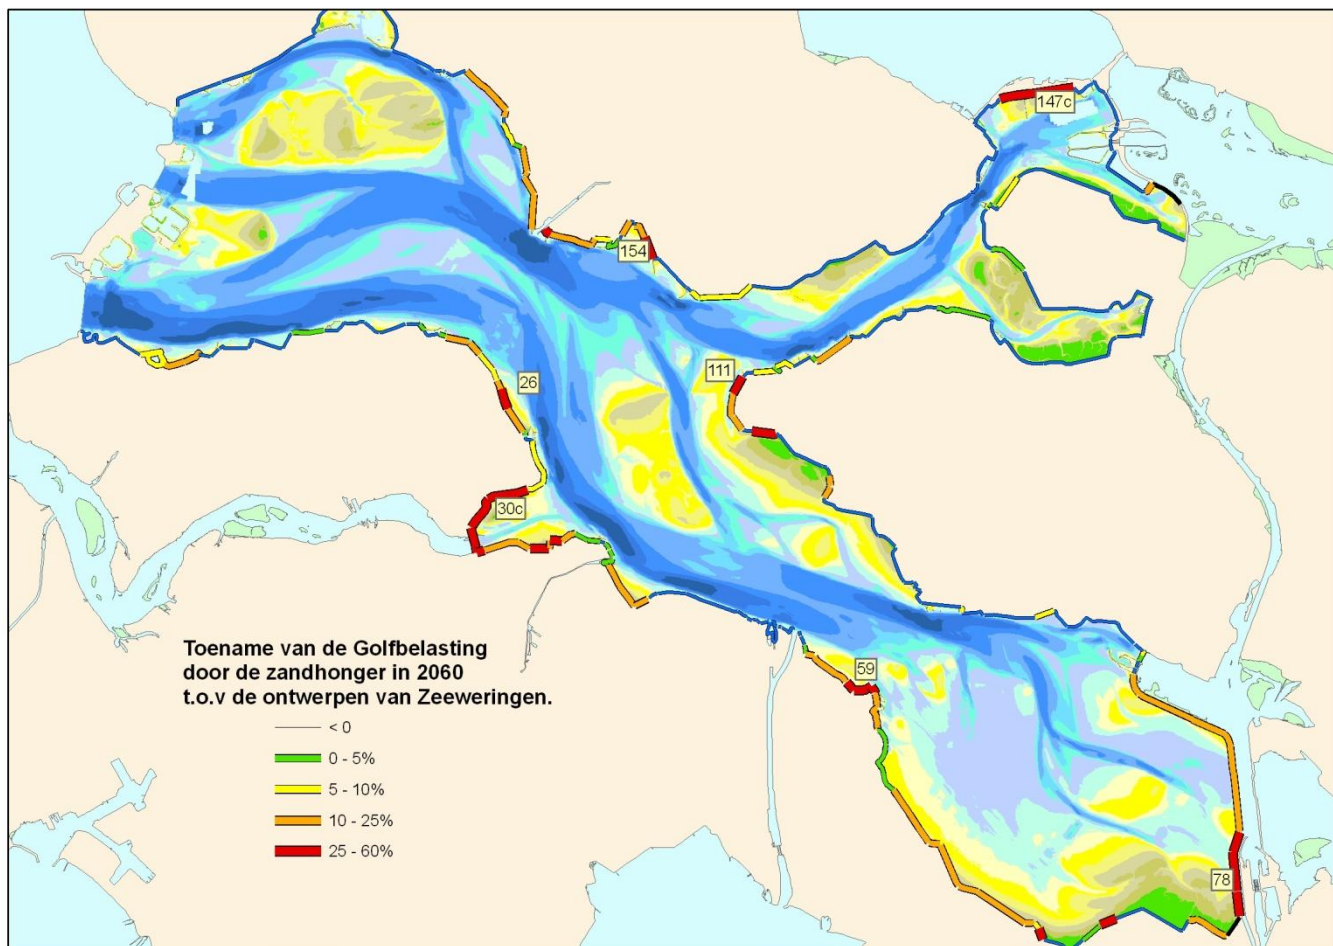 147c
154
111
26
30c
59
78
Toename van de Golfbelasting
door de zandhonger in 2060
t.o.v de ontwerpen van Zeeweringen.
< 0
0 - 5%
5 - 10%
10 - 25%
25 - 60%